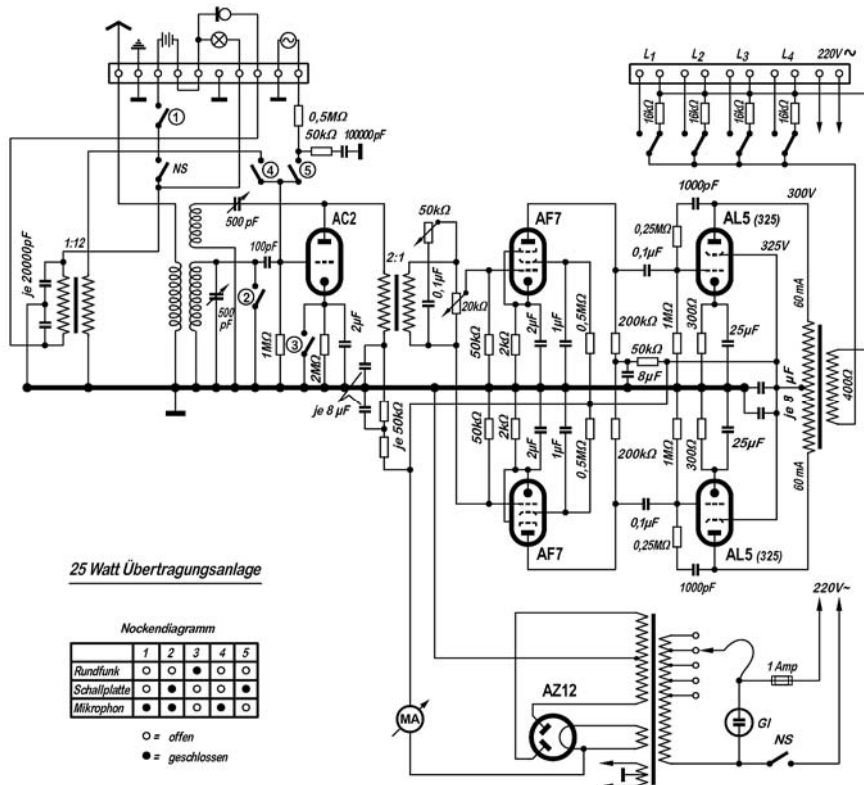 L1 L2 L3 L4 220V~
①
0,5MΩ
50kΩ 100000pF
16kΩ 16kΩ 16kΩ 16kΩ
NS
④ ⑤
1000pF 300V
500 pF
AC2
50kΩ
AF7
0,25MΩ
AL5 (325)
325V
je 20000pF
1:12
100pF
2:1
0,1µF
60 mA
②
500 pF
0,1µF
20kΩ
2µF
1MΩ
③
2MΩ
50kΩ
2kΩ
2µF
1µF
0,5MΩ
200kΩ
50kΩ
8µF
1MΩ
300Ω
25µF
400Ω
je 8 µF
je 8 µF
je 50kΩ
50kΩ
2kΩ
2µF
1µF
0,5MΩ
200kΩ
1MΩ
300Ω
25µF
60 mA
0,1µF
AF7
0,25MΩ
AL5 (325)
1000pF
25 Watt Übertragungsanlage
220V~
Nockendiagramm
1 2 3 4 5
Rundfunk
Schallplatte
Mikrophon
○ = offen
● = geschlossen
MA
AZ12
1 Amp
Gl
NS